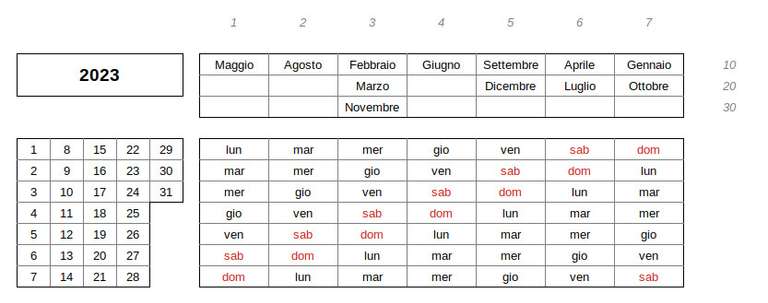 1 2 3 4 5 6 7
2023
Maggio Agosto Febbraio Giugno Settembre Aprile Gennaio 10
Marzo Dicembre Luglio Ottobre 20
Novembre 30
1 8 15 22 29 lun mar mer gio ven sab dom
2 9 16 23 30 mar mer gio ven sab dom lun
3 10 17 24 31 mer gio ven sab dom lun mar
4 11 18 25 gio ven sab dom lun mar mer
5 12 19 26 ven sab dom lun mar mer gio
6 13 20 27 sab dom lun mar mer gio ven
7 14 21 28 dom lun mar mer gio ven sab